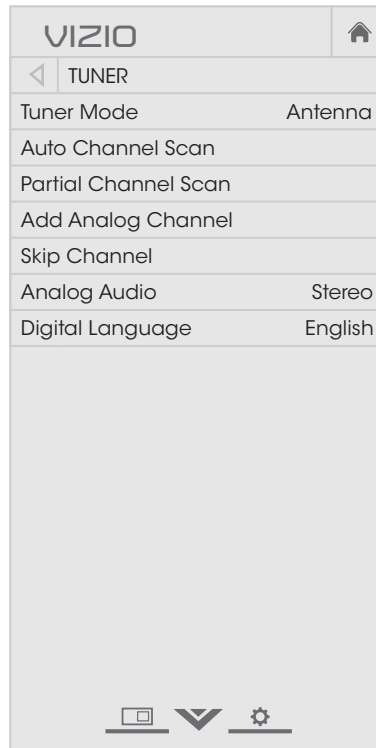 VIZIO
TUNER
Tuner Mode Antenna
Auto Channel Scan
Partial Channel Scan
Add Analog Channel
Skip Channel
Analog Audio Stereo
Digital Language English